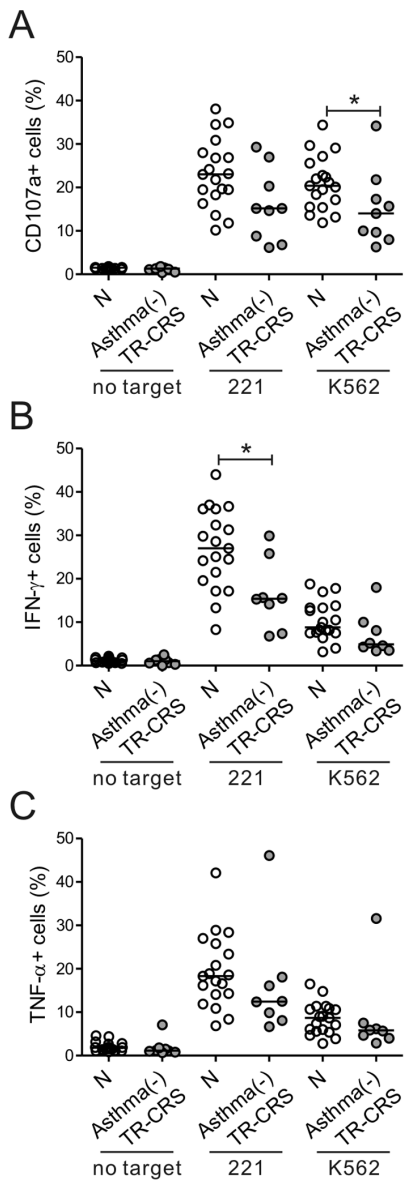 A
CD107a+ cells (%)
50
40
30
20
10
0
*
N
Asthma(-)
TR-CRS
N
Asthma(-)
TR-CRS
N
Asthma(-)
TR-CRS
no target
221
K562
B
IFN-γ+ cells (%)
50
40
30
20
10
0
*
N
Asthma(-)
TR-CRS
N
Asthma(-)
TR-CRS
N
Asthma(-)
TR-CRS
no target
221
K562
C
TNF-α+ cells (%)
50
40
30
20
10
0
N
Asthma(-)
TR-CRS
N
Asthma(-)
TR-CRS
N
Asthma(-)
TR-CRS
no target
221
K562